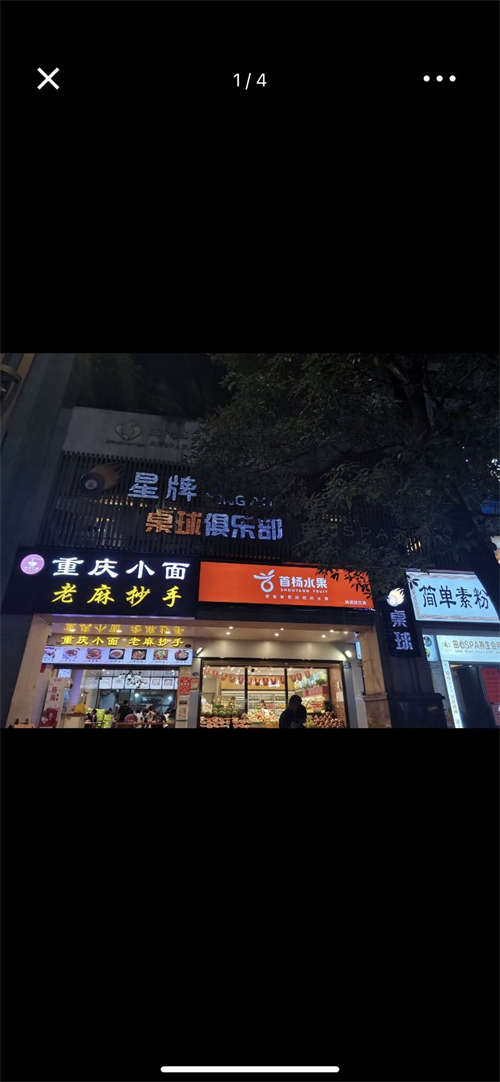 1/4
星牌
桌球俱乐部
重庆小面
老麻抄手
首杨水果
SHOUYANG FRUIT
简单素粉
桌球
重庆小面·老麻抄手